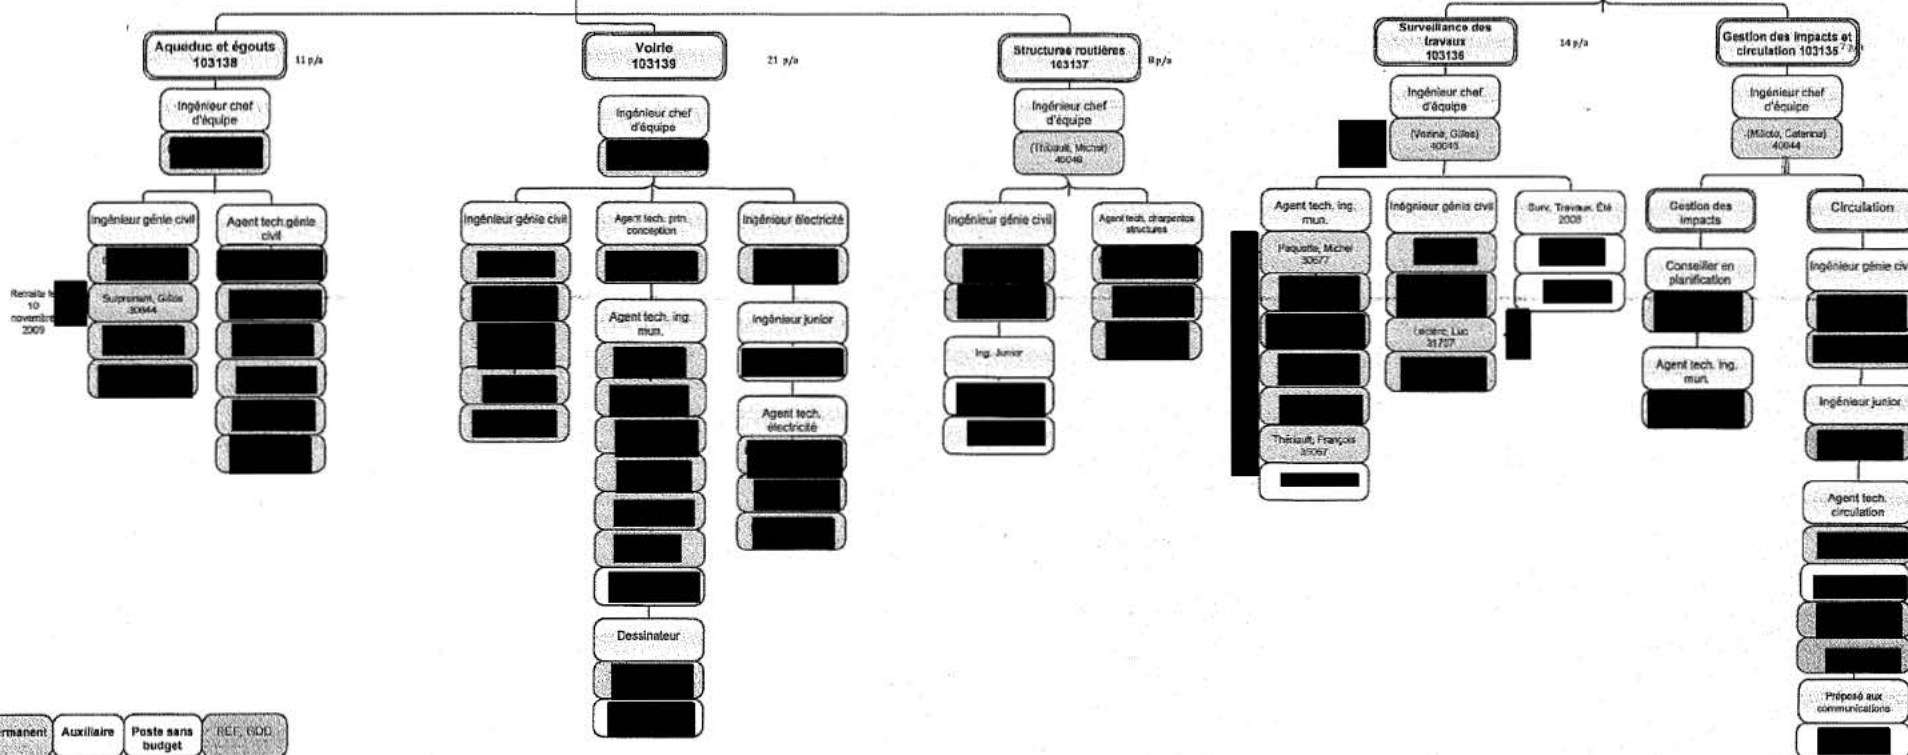 Aqueduc et égouts
103138
11 p/a
Ingénieur chef
d'équipe
Ingénieur génie civil
Surprenant, Gilles
30844
Retraite le
10
novembre
2009
Agent tech.génie
civil
Voirie
103139
21 p/a
Ingénieur chef
d'équipe
Ingénieur génie civil
Agent tech. prin.
conception
Agent tech. ing.
mun.
Dessinateur
Ingénieur électricité
Ingénieur junior
Agent tech.
électricité
Structures routières
103137
8 p/a
Ingénieur chef
d'équipe
(Thibault, Michel)
Ingénieur génie civil
Ing. Junior
Agent tech. charpentes
structures
Surveillance des
travaux
103136
14 p/a
Ingénieur chef
d'équipe
(Vézina, Gilles)
Agent tech. ing.
mun.
Paquette, Michel
30677
Thériault, François
Ingénieur génie civil
Leclerc, Luc
31757
Surv. Travaux. Été
2008
Gestion des impacts et
circulation 103135
Ingénieur chef
d'équipe
(Milioto, Caterina)
40044
Gestion des
impacts
Conseiller en
planification
Agent tech. ing.
mun.
Circulation
Ingénieur génie civ
Ingénieur junior
Agent tech.
circulation
Préposé aux
communications
rmanent
Auxiliaire
Poste sans
budget